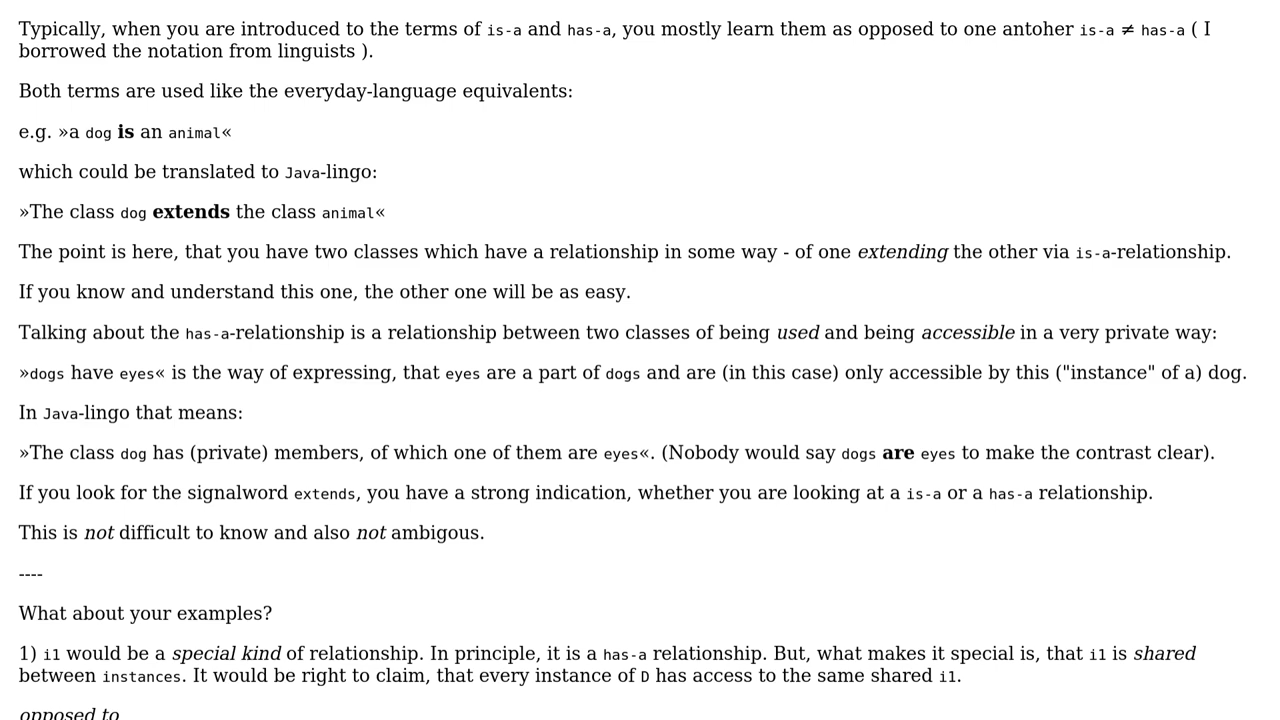 Typically, when you are introduced to the terms of is-a and has-a, you mostly learn them as opposed to one antoher is-a ≠ has-a ( I
borrowed the notation from linguists ).
Both terms are used like the everyday-language equivalents:
e.g. »a dog is an animal«
which could be translated to Java-lingo:
»The class dog extends the class animal«
The point is here, that you have two classes which have a relationship in some way - of one extending the other via is-a-relationship.
If you know and understand this one, the other one will be as easy.
Talking about the has-a-relationship is a relationship between two classes of being used and being accessible in a very private way:
»dogs have eyes« is the way of expressing, that eyes are a part of dogs and are (in this case) only accessible by this ("instance" of a) dog.
In Java-lingo that means:
»The class dog has (private) members, of which one of them are eyes«. (Nobody would say dogs are eyes to make the contrast clear).
If you look for the signalword extends, you have a strong indication, whether you are looking at a is-a or a has-a relationship.
This is not difficult to know and also not ambigous.
----
What about your examples?
1) i1 would be a special kind of relationship. In principle, it is a has-a relationship. But, what makes it special is, that i1 is shared
between instances. It would be right to claim, that every instance of D has access to the same shared i1.
opposed to